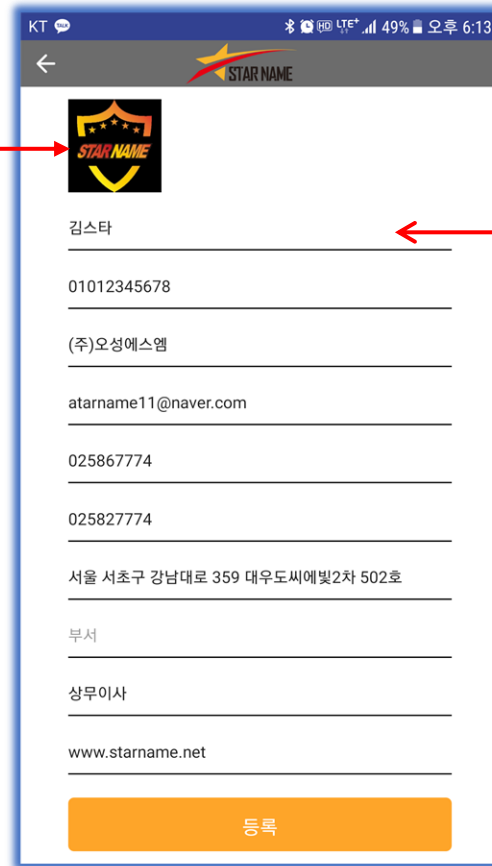 KT TALK HD LTE+ 49% 오후 6:13
STAR NAME
STAR NAME
김스타
01012345678
(주)오성에스엠
atarname11@naver.com
025867774
025827774
서울 서초구 강남대로 359 대우도씨에빛2차 502호
부서
상무이사
www.starname.net
등록